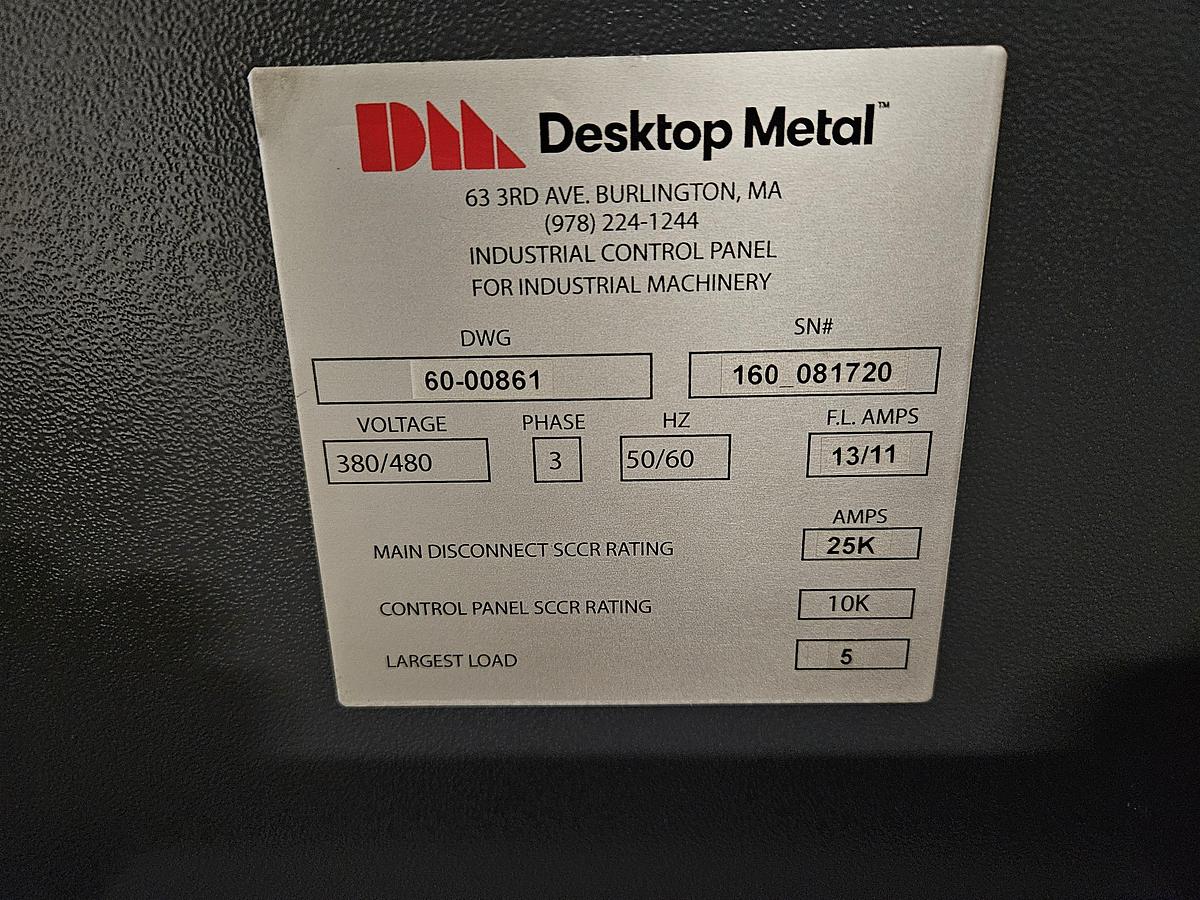 DM Desktop Metal™
63 3RD AVE. BURLINGTON, MA
(978) 224-1244
INDUSTRIAL CONTROL PANEL
FOR INDUSTRIAL MACHINERY
DWG SN#
60-00861 160_081720
VOLTAGE PHASE HZ F.L. AMPS
380/480 3 50/60 13/11
AMPS
MAIN DISCONNECT SCCR RATING 25K
CONTROL PANEL SCCR RATING 10K
LARGEST LOAD 5